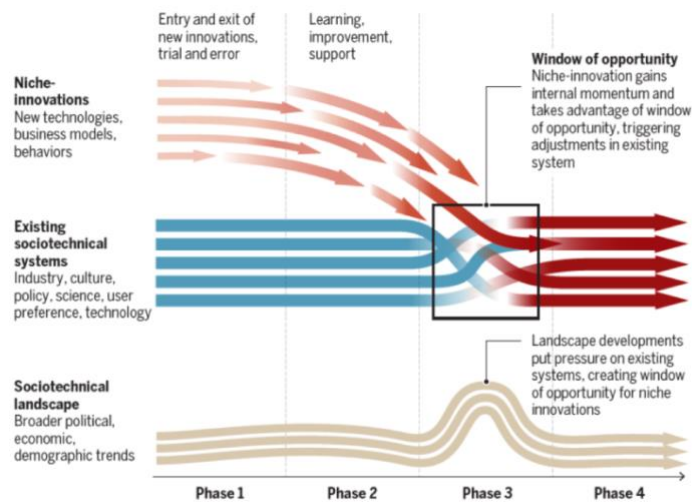 Entry and exit of
new innovations,
trial and error
Learning,
improvement,
support
Niche-
innovations
New technologies,
business models,
behaviors
Window of opportunity
Niche-innovation gains
internal momentum and
takes advantage of window
of opportunity, triggering
adjustments in existing
system
Existing
sociotechnical
systems
Industry, culture,
policy, science, user
preference, technology
Landscape developments
put pressure on existing
systems, creating window
of opportunity for niche
innovations
Sociotechnical
landscape
Broader political,
economic,
demographic trends
Phase 1
Phase 2
Phase 3
Phase 4